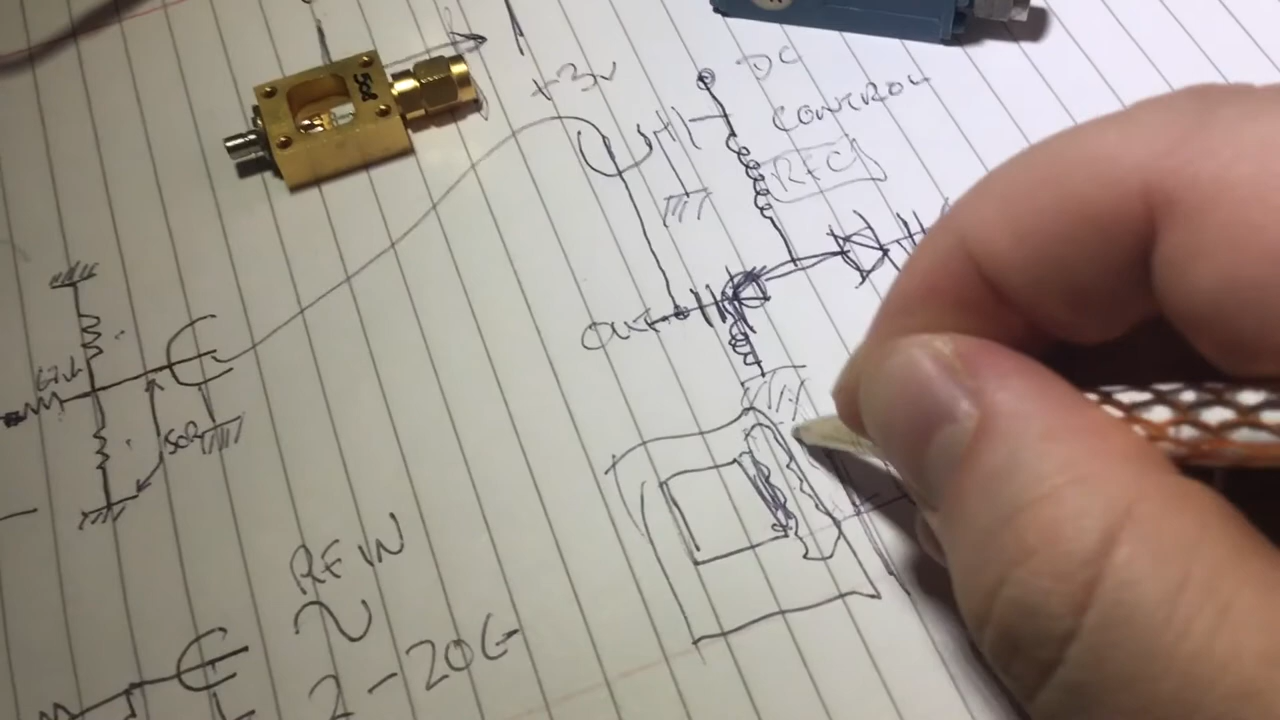 50Ω
+3v
DC
CONTROL
RFC
OUT
50Ω
RF IN
2-20G